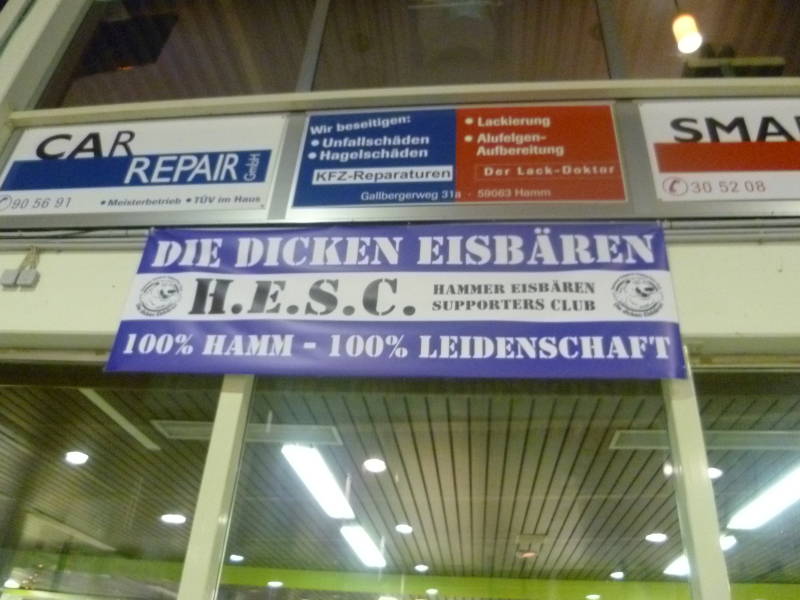 CAR
REPAIR GmbH
90 56 91
• Meisterbetrieb • TÜV im Haus
Wir beseitigen:
• Unfallschäden
• Hagelschäden
KFZ-Reparaturen
• Lackierung
• Alufelgen-
Aufbereitung
Der Lack-Doktor
Gallbergerweg 31a - 59063 Hamm
SMA
30 52 08
DIE DICKEN EISBÄREN
H.E.S.C.
HAMMER EISBÄREN
SUPPORTERS CLUB
100% HAMM - 100% LEIDENSCHAFT